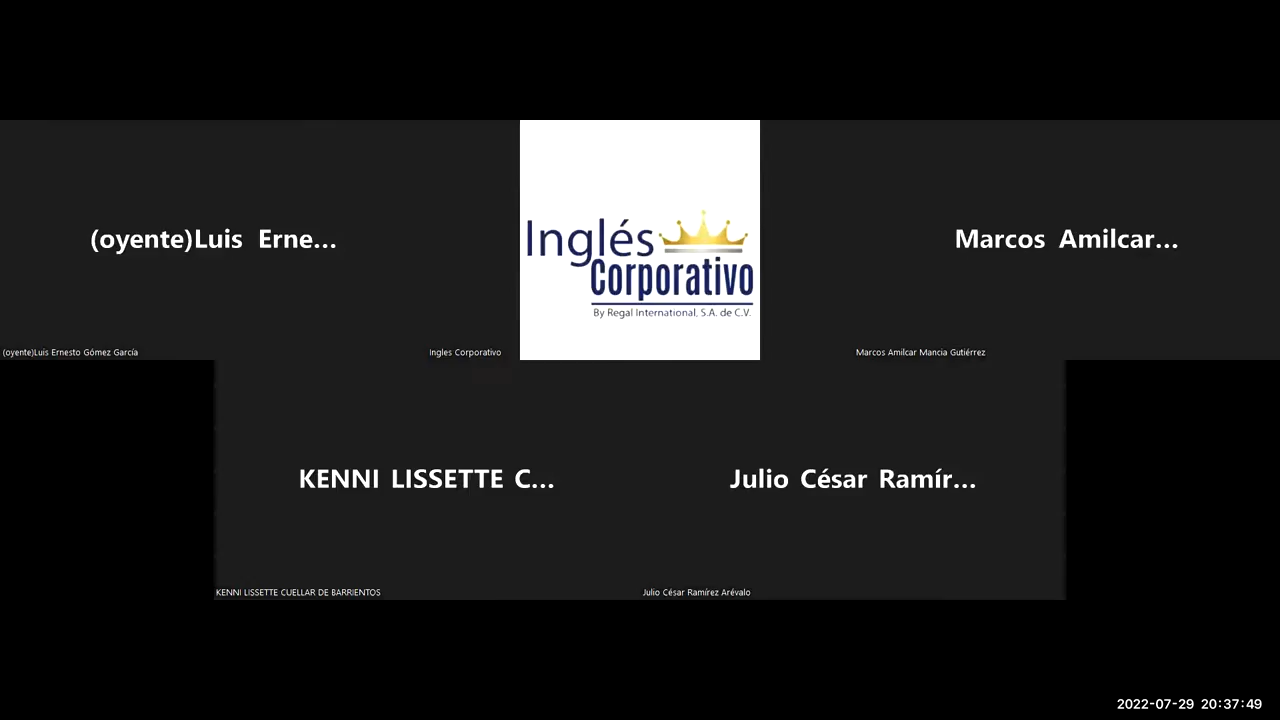 (oyente)Luis Erne...
Inglés
Corporativo
By Regal International, S.A. de C.V.
Marcos Amilcar...
(oyente)Luis Ernesto Gómez García
Ingles Corporativo
Marcos Amilcar Mancia Gutiérrez
KENNI LISSETTE C...
Julio César Ramír...
KENNI LISSETTE CUELLAR DE BARRIENTOS
Julio César Ramírez Arévalo
2022-07-29 20:37:49